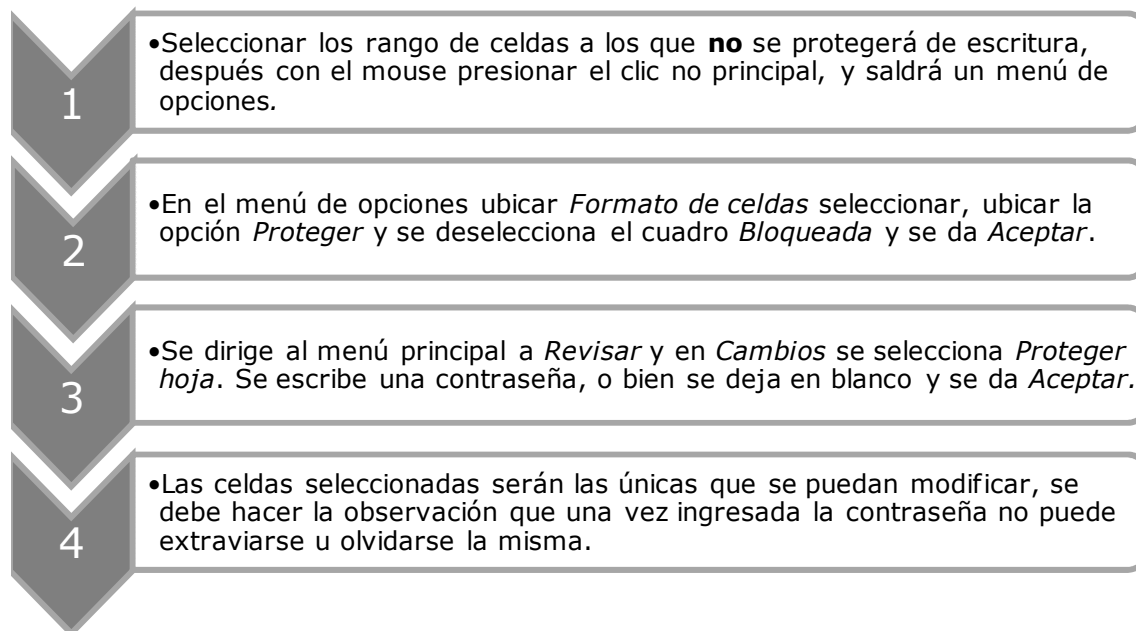 1
•Seleccionar los rango de celdas a los que no se protegerá de escritura,
después con el mouse presionar el clic no principal, y saldrá un menú de
opciones.
2
•En el menú de opciones ubicar Formato de celdas seleccionar, ubicar la
opción Proteger y se deselecciona el cuadro Bloqueada y se da Aceptar.
3
•Se dirige al menú principal a Revisar y en Cambios se selecciona Proteger
hoja. Se escribe una contraseña, o bien se deja en blanco y se da Aceptar.
4
•Las celdas seleccionadas serán las únicas que se puedan modificar, se
debe hacer la observación que una vez ingresada la contraseña no puede
extraviarse u olvidarse la misma.